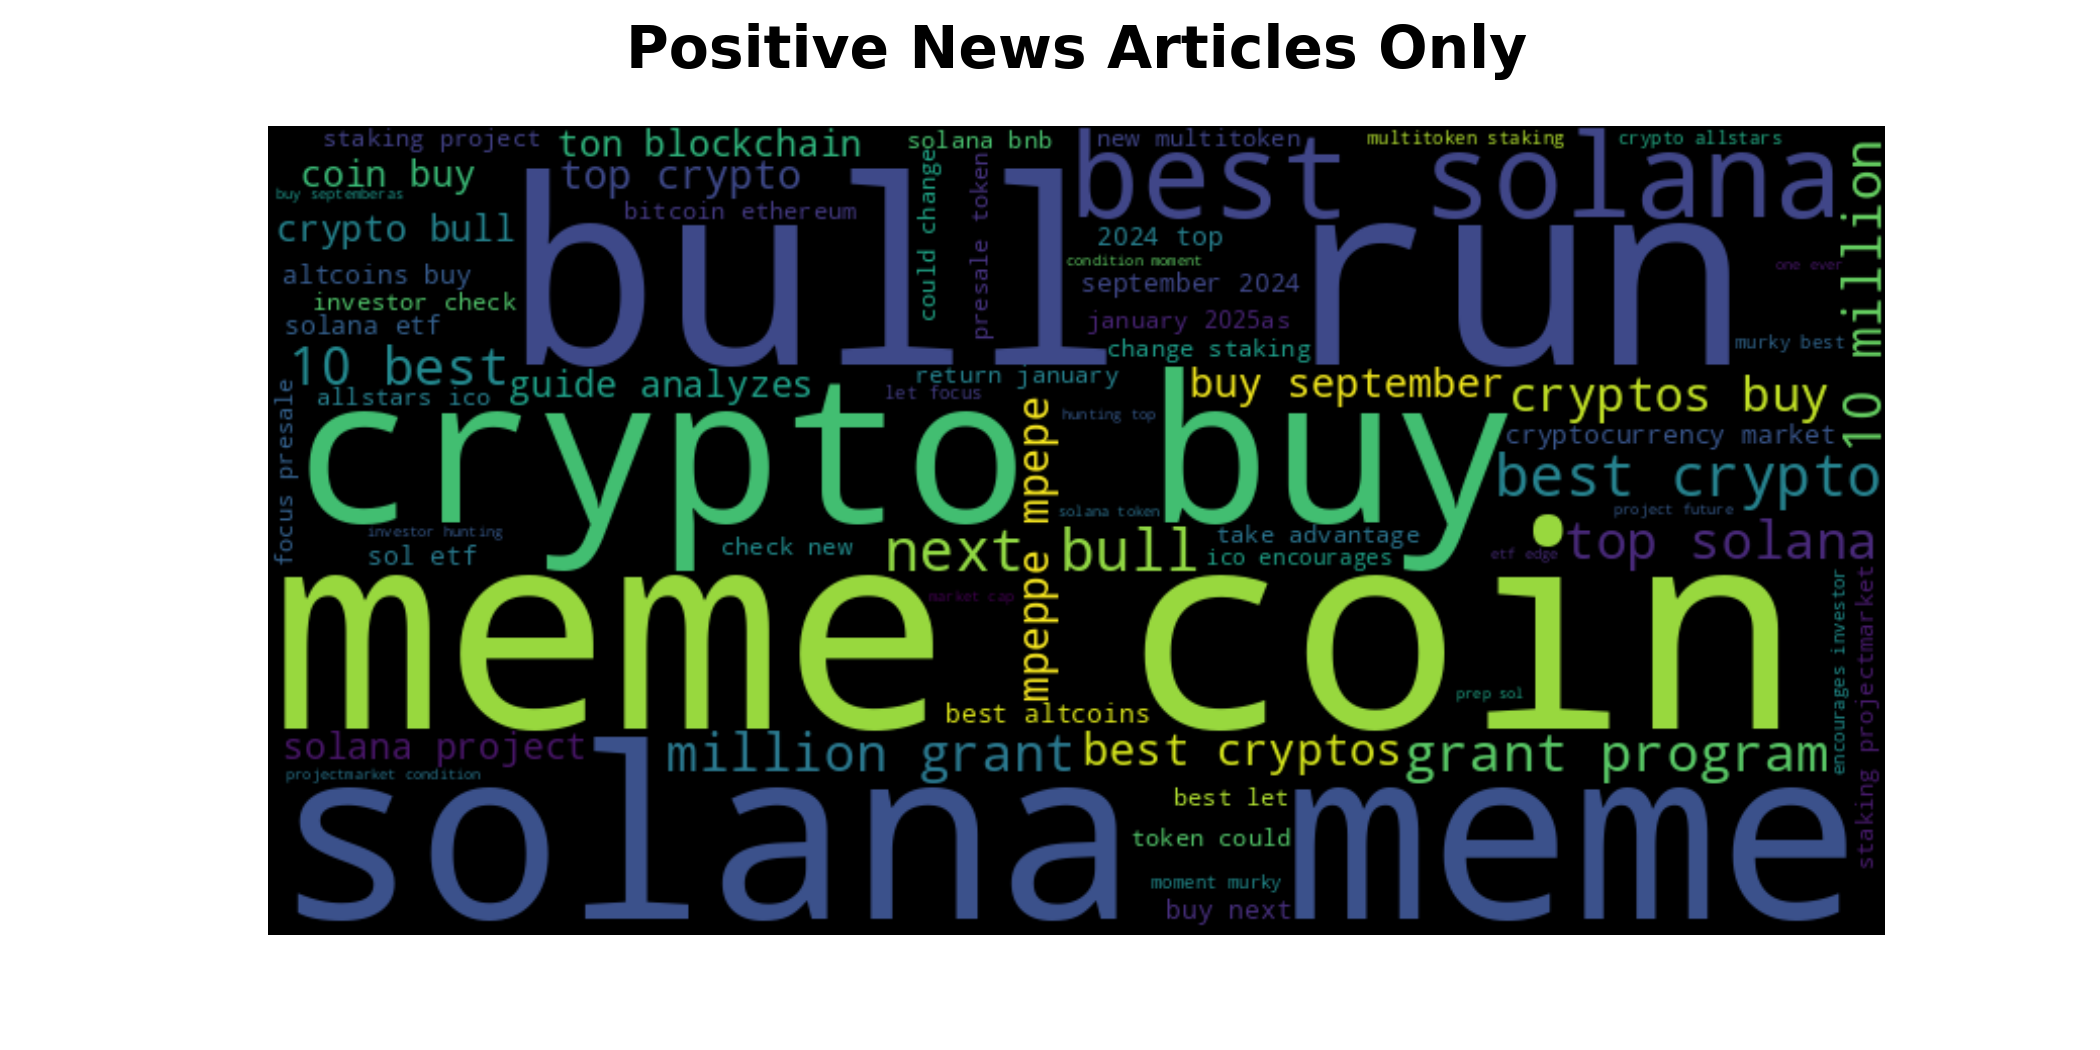 Positive News Articles Only
staking project
ton blockchain
solana bnb
new multitoken
multitoken staking
crypto allstars
coin buy
top crypto
best solana
buy septemberas
bitcoin ethereum
could change
presale token
10 million
crypto bull
bull run
2024 top
condition moment
one ever
altcoins buy
september 2024
investor check
solana etf
january 2025as
murky best
change staking
10 best
guide analyzes
return january
buy september
cryptos buy
allstars ico
let focus
hunting top
focus presale
crypto buy
mpeppe mpepe
cryptocurrency market
best crypto
solana token
project future
investor hunting
sol etf
check new
next bull
take advantage
ico encourages
etf edge
top solana
market cap
meme coin
encourages investor
staking projectmarket
prep sol
best altcoins
solana project
million grant
best cryptos
grant program
projectmarket condition
solana meme
best let
token could
moment murky
buy next